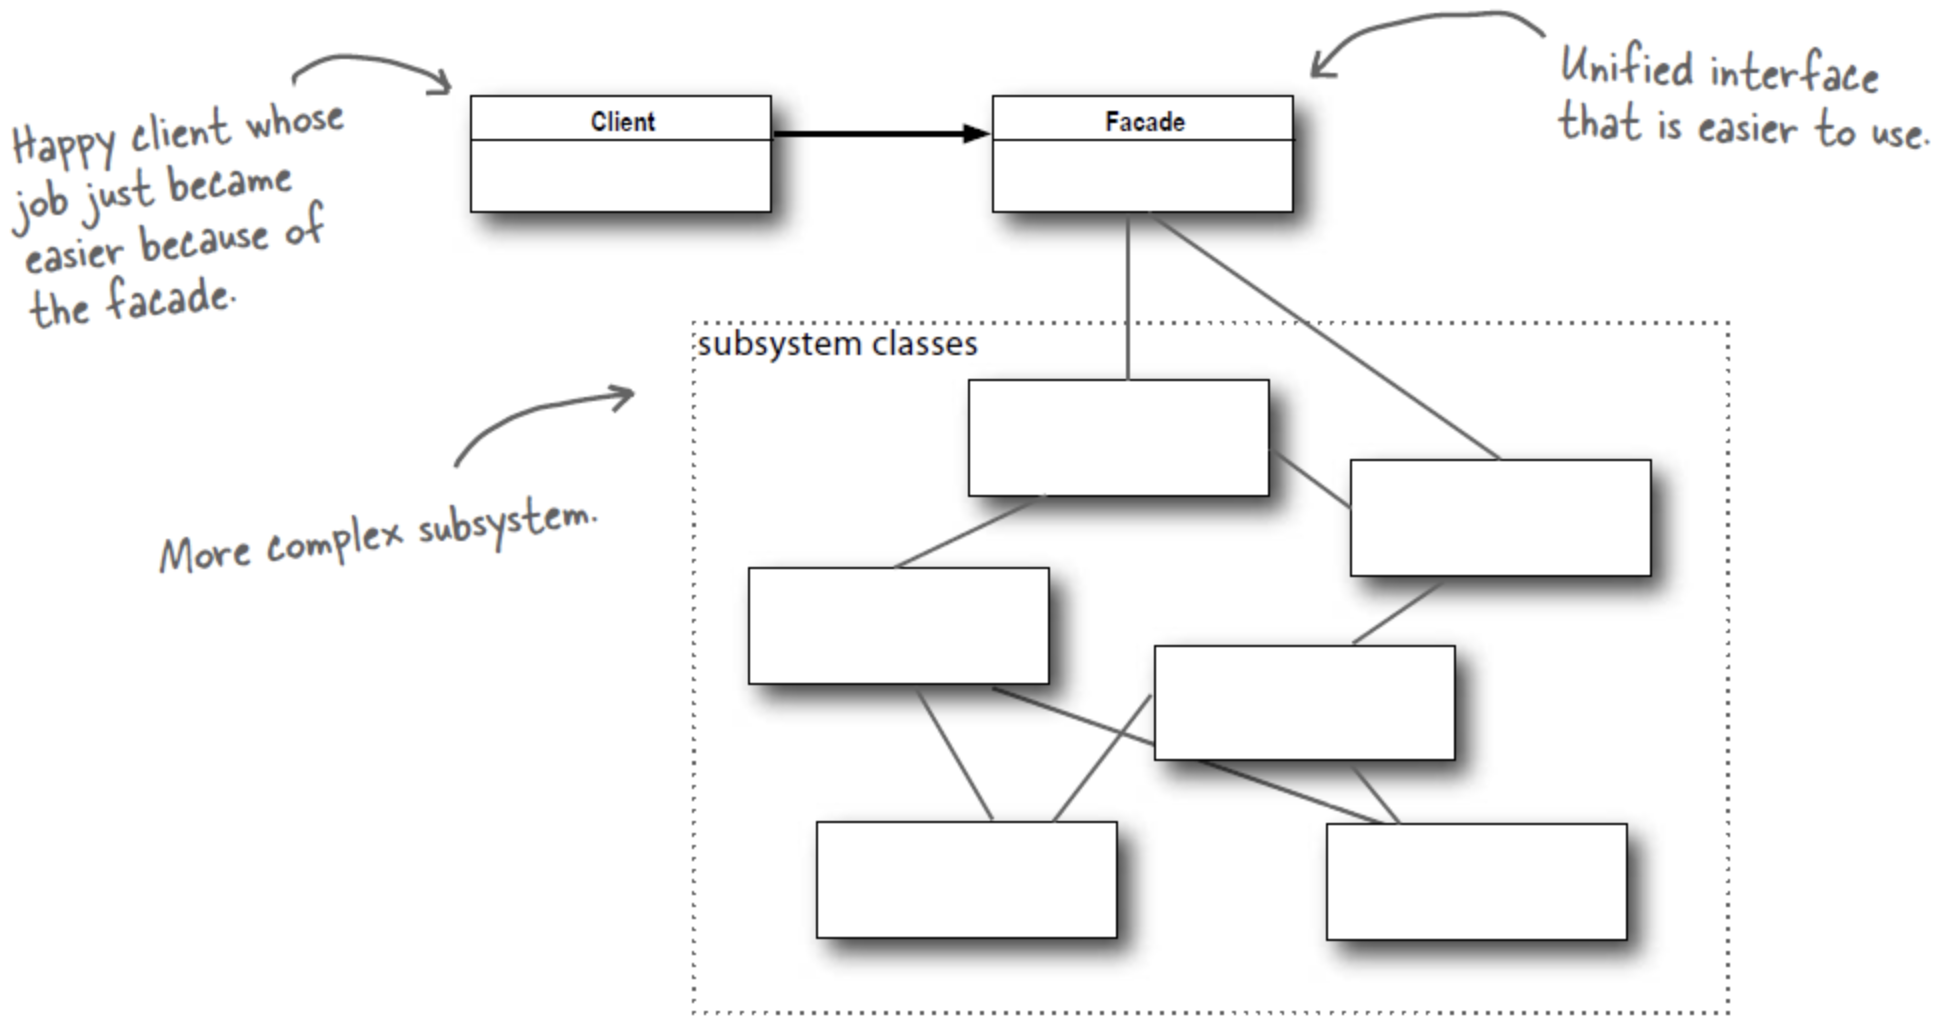 Happy client whose
job just became
easier because of
the facade.
Client
Facade
Unified interface
that is easier to use.
subsystem classes
More complex subsystem.